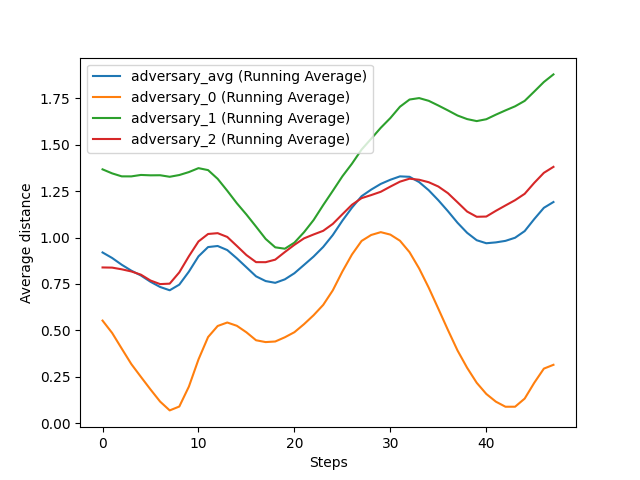 adversary_avg (Running Average)
adversary_0 (Running Average)
adversary_1 (Running Average)
adversary_2 (Running Average)
1.75
1.50
1.25
1.00
0.75
0.50
0.25
0.00
Average distance
0 10 20 30 40
Steps